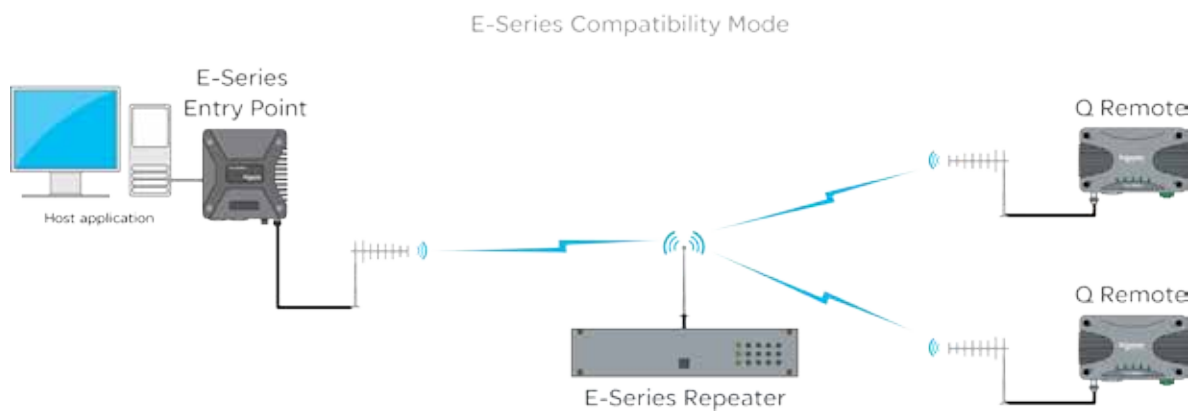 E-Series Compatibility Mode
E-Series
Entry Point
Host application
Q Remote
Q Remote
E-Series Repeater